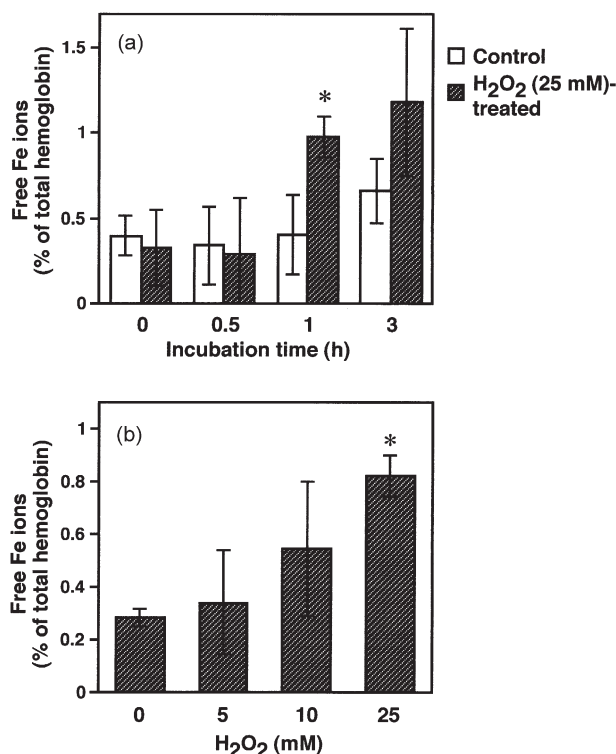 (a)
1.5
1
0.5
0
Free Fe ions
(% of total hemoglobin)
*
0 0.5 1 3
Incubation time (h)
Control
H₂O₂ (25 mM)-
treated
(b)
1
0.8
0.6
0.4
0.2
0
Free Fe ions
(% of total hemoglobin)
*
0 5 10 25
H₂O₂ (mM)